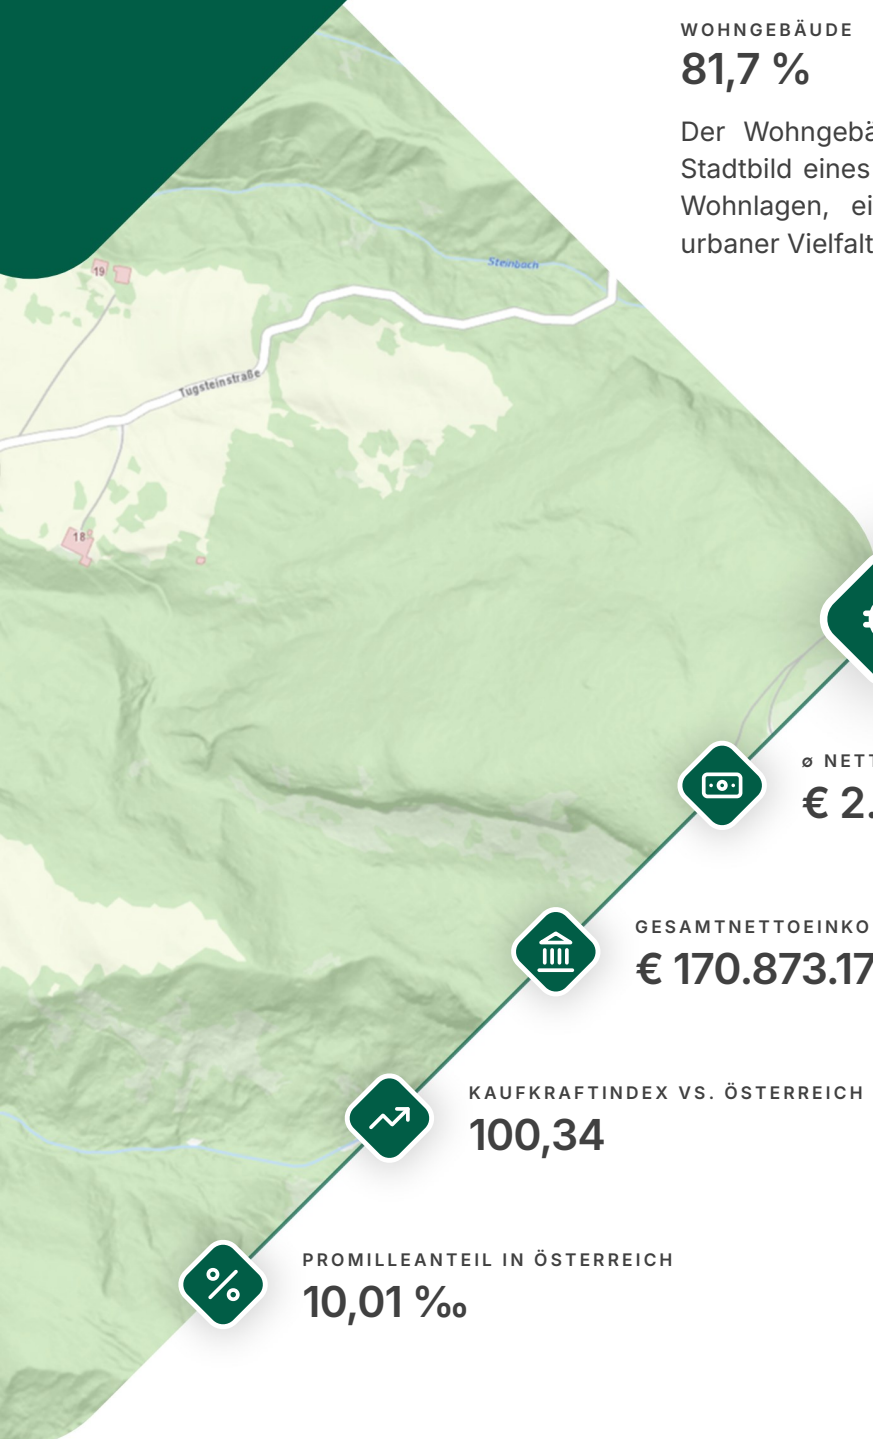 WOHNGEBÄUDE
81,7 %
Der Wohngebä
Stadtbild eines
Wohnlagen, ei
urbaner Vielfalt
Steinbach
19
Tugsteinstraße
18
ø NETT
€ 2.
GESAMTNETTOEINKO
€ 170.873.17
KAUFKRAFTINDEX VS. ÖSTERREICH
100,34
PROMILLEANTEIL IN ÖSTERREICH
10,01 ‰